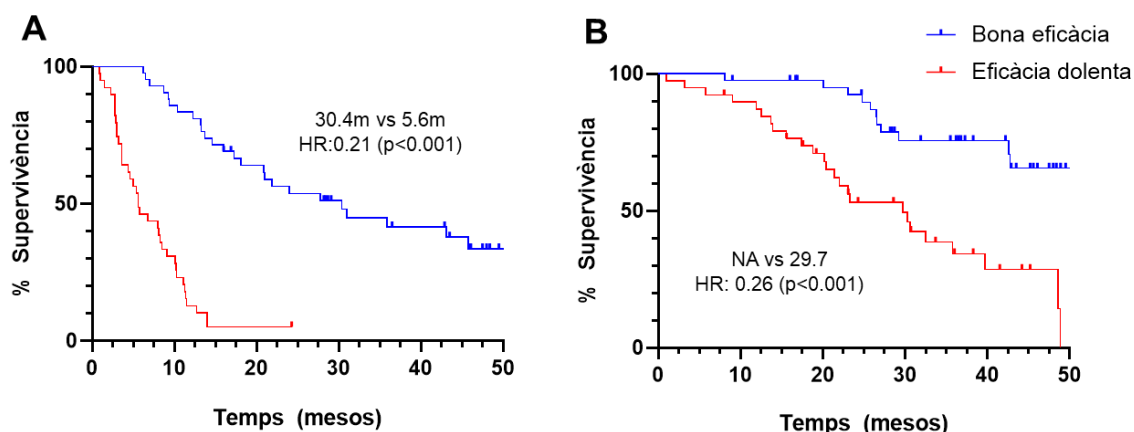 A
% Supervivència
100
50
0
30.4m vs 5.6m
HR:0.21 (p<0.001)
0 10 20 30 40 50
Temps (mesos)
B
Bona eficàcia
Eficàcia dolenta
% Supervivència
100
50
0
NA vs 29.7
HR: 0.26 (p<0.001)
0 10 20 30 40 50
Temps (mesos)